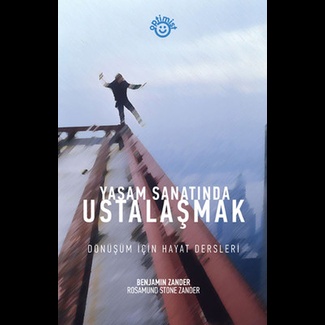 optimist
YAŞAM SANATINDA
USTALAŞMAK
DÖNÜŞÜM İÇİN HAYAT DERSLERİ
BENJAMIN ZANDER
ROSAMUND STONE ZANDER